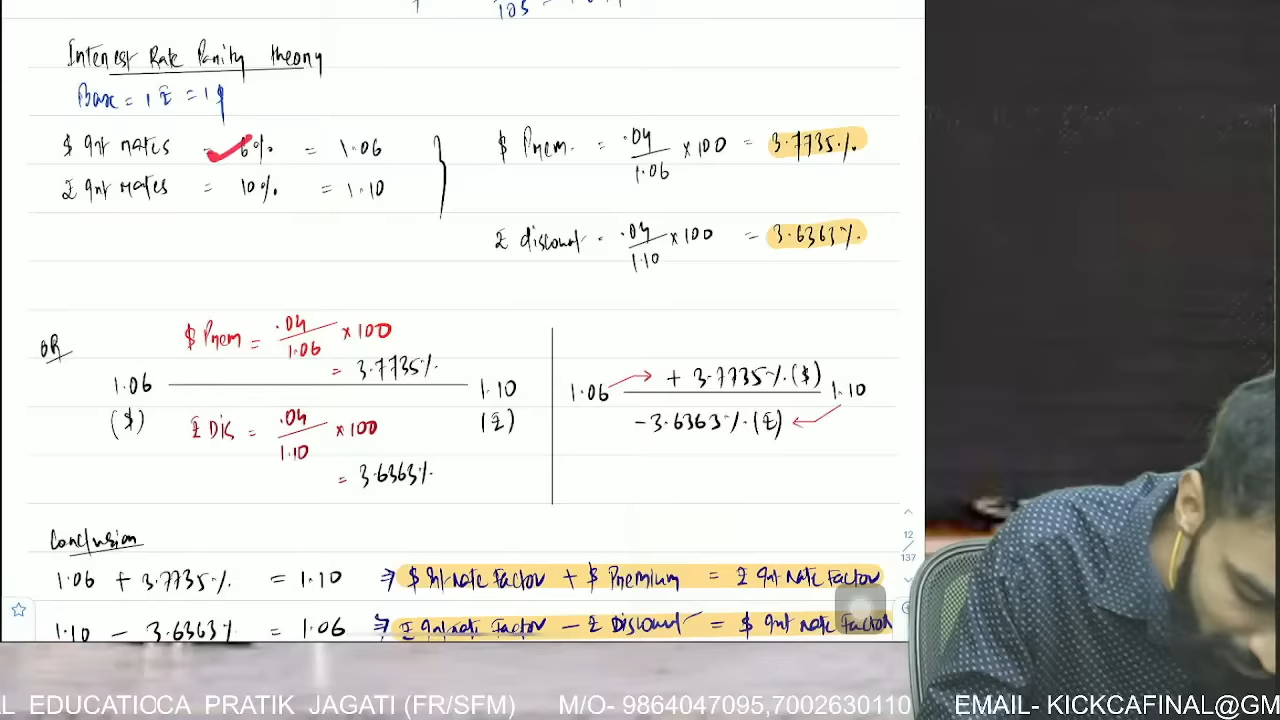 105
Interest Rate Parity Theory
Base = 1 £ = 1 $
$ Int rates = 6% = 1.06
£ Int rates = 10% = 1.10
$ Prem. = .04 / 1.06 × 100 = 3.7735%
£ discount = .04 / 1.10 × 100 = 3.6363%
OR
$ Prem = .04 / 1.06 × 100
= 3.7735%
1.06 1.10
($) (£)
£ Dis = .04 / 1.10 × 100
= 3.6363%
+ 3.7735% ($)
1.06 1.10
- 3.6363% (£)
12
137
Conclusion
1.06 + 3.7735% = 1.10 ⇒ $ Int rate Factor + $ Premium = £ Int Rate Factor
1.10 - 3.6363% = 1.06 ⇒ £ Int rate Factor - £ Discount = $ Int rate Factor
L EDUCATIOCA PRATIK JAGATI (FR/SFM) M/O- 9864047095,7002630110 EMAIL- KICKCAFINAL@GM